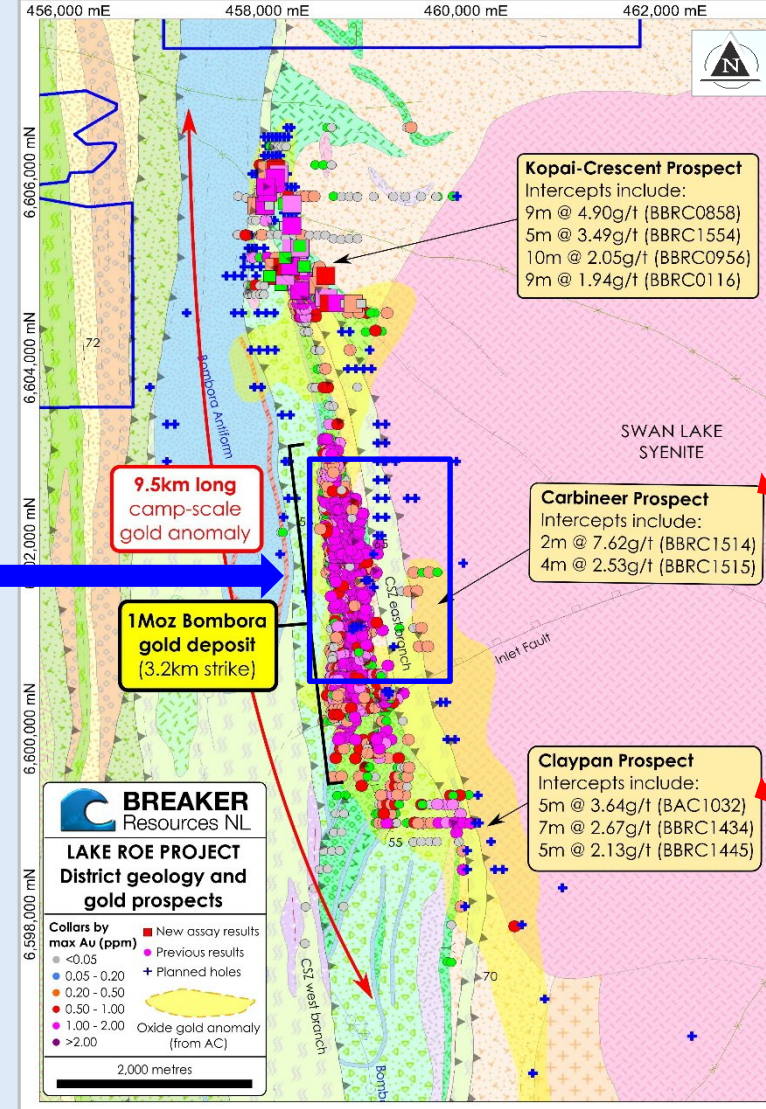 456,000 mE
458,000 mE
460,000 mE
462,000 mE
N
6,606,000 mN
6,604,000 mN
02,000 mN
6,600,000 mN
6,598,000 mN
Kopai-Crescent Prospect
Intercepts include:
9m @ 4.90g/t (BBRC0858)
5m @ 3.49g/t (BBRC1554)
10m @ 2.05g/t (BBRC0956)
9m @ 1.94g/t (BBRC0116)
72
Bombora Antiform
SWAN LAKE
SYENITE
9.5km long
camp-scale
gold anomaly
Carbineer Prospect
Intercepts include:
2m @ 7.62g/t (BBRC1514)
4m @ 2.53g/t (BBRC1515)
CSZ east branch
1Moz Bombora
gold deposit
(3.2km strike)
Inlet Fault
Claypan Prospect
Intercepts include:
5m @ 3.64g/t (BAC1032)
7m @ 2.67g/t (BBRC1434)
5m @ 2.13g/t (BBRC1445)
55
70
CSZ west branch
Bomb
BREAKER
Resources NL
LAKE ROE PROJECT
District geology and
gold prospects
Collars by
max Au (ppm)
<0.05
0.05 - 0.20
0.20 - 0.50
0.50 - 1.00
1.00 - 2.00
>2.00
New assay results
Previous results
Planned holes
Oxide gold anomaly
(from AC)
2,000 metres